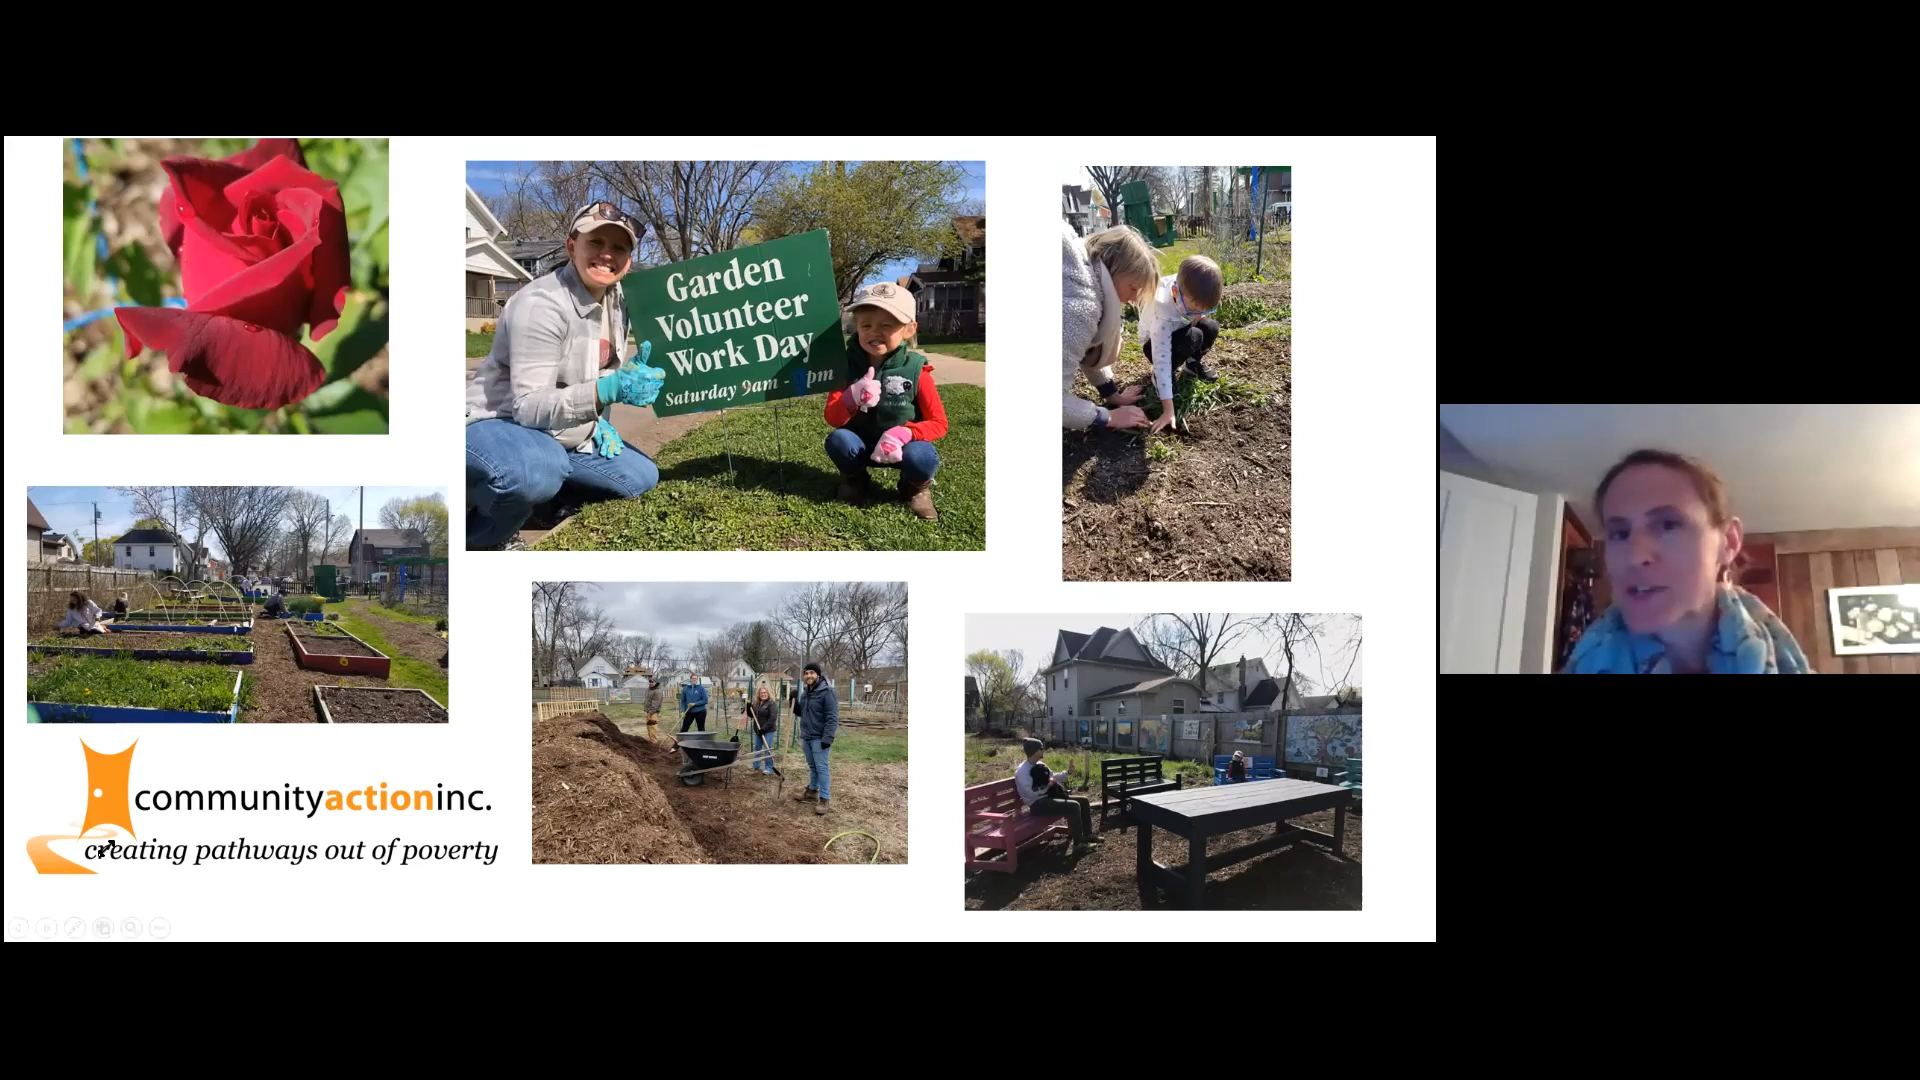 Garden
Volunteer
Work Day
Saturday 9am - pm
communityactioninc.
creating pathways out of poverty